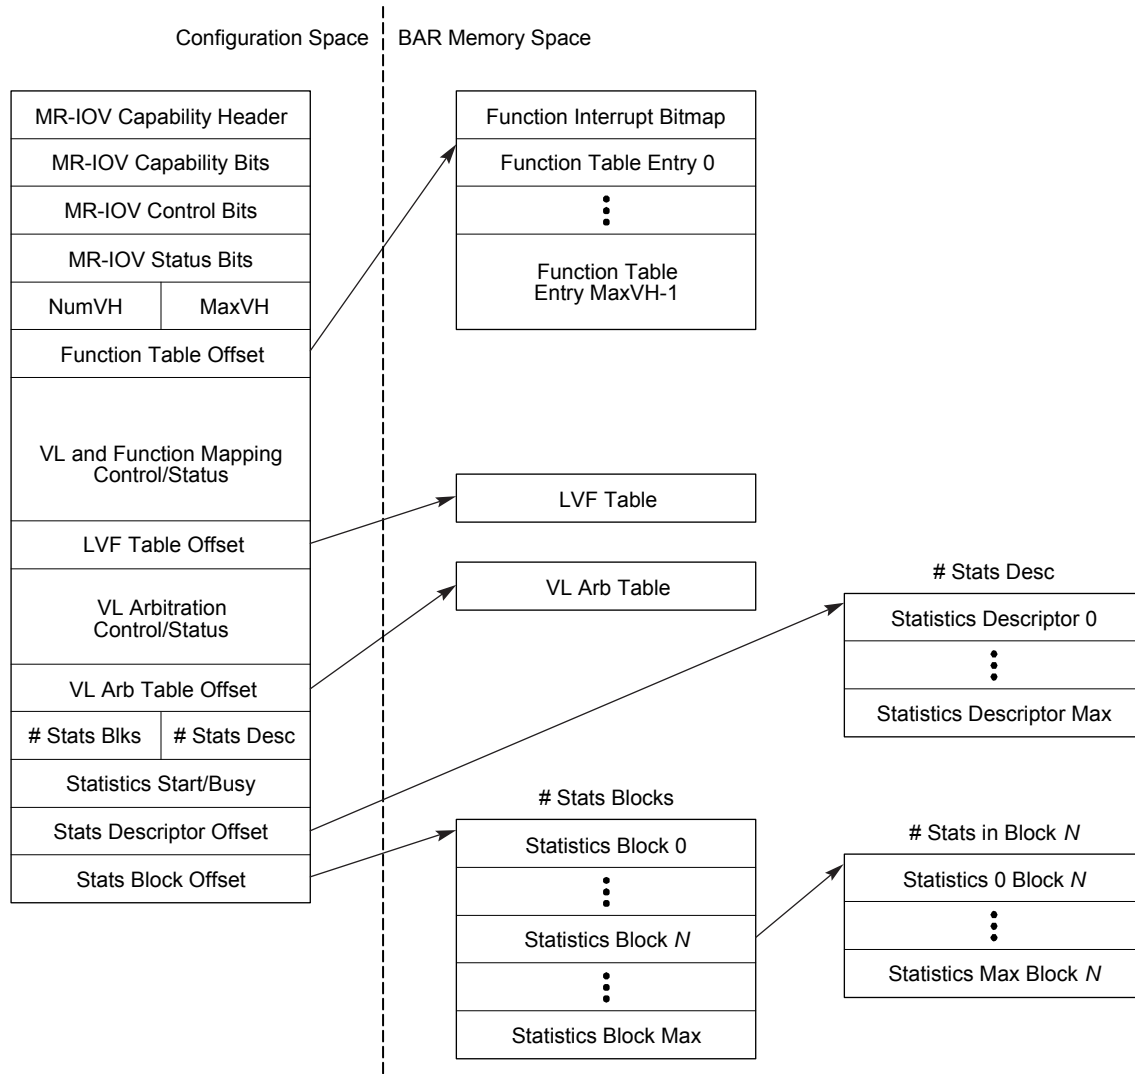 Configuration Space
BAR Memory Space
MR-IOV Capability Header
MR-IOV Capability Bits
MR-IOV Control Bits
MR-IOV Status Bits
NumVH
MaxVH
Function Table Offset
VL and Function Mapping
Control/Status
LVF Table Offset
VL Arbitration
Control/Status
VL Arb Table Offset
# Stats Blks
# Stats Desc
Statistics Start/Busy
Stats Descriptor Offset
Stats Block Offset
Function Interrupt Bitmap
Function Table Entry 0
Function Table
Entry MaxVH-1
LVF Table
VL Arb Table
# Stats Desc
Statistics Descriptor 0
Statistics Descriptor Max
# Stats Blocks
Statistics Block 0
Statistics Block N
Statistics Block Max
# Stats in Block N
Statistics 0 Block N
Statistics Max Block N